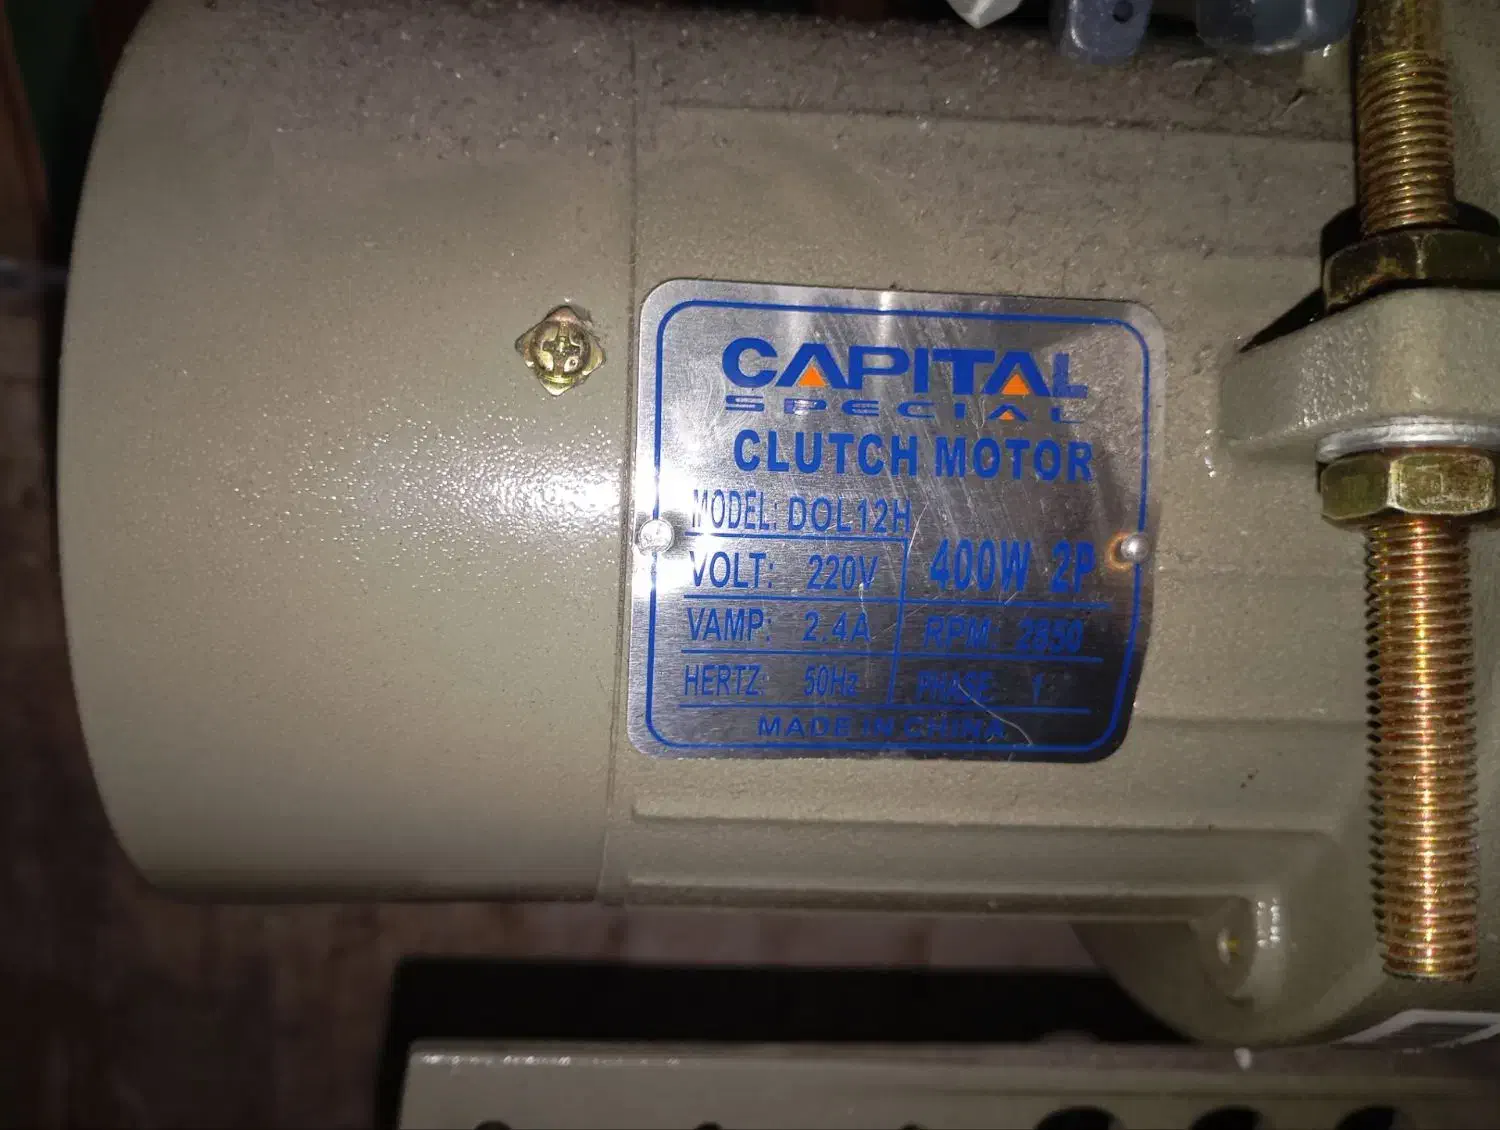 CAPITAL
SPECIAL
CLUTCH MOTOR
MODEL: DOL12H
VOLT: 220V 400W 2P
VAMP: 2.4A RPM: 2850
HERTZ: 50Hz PHASE: 1
MADE IN CHINA